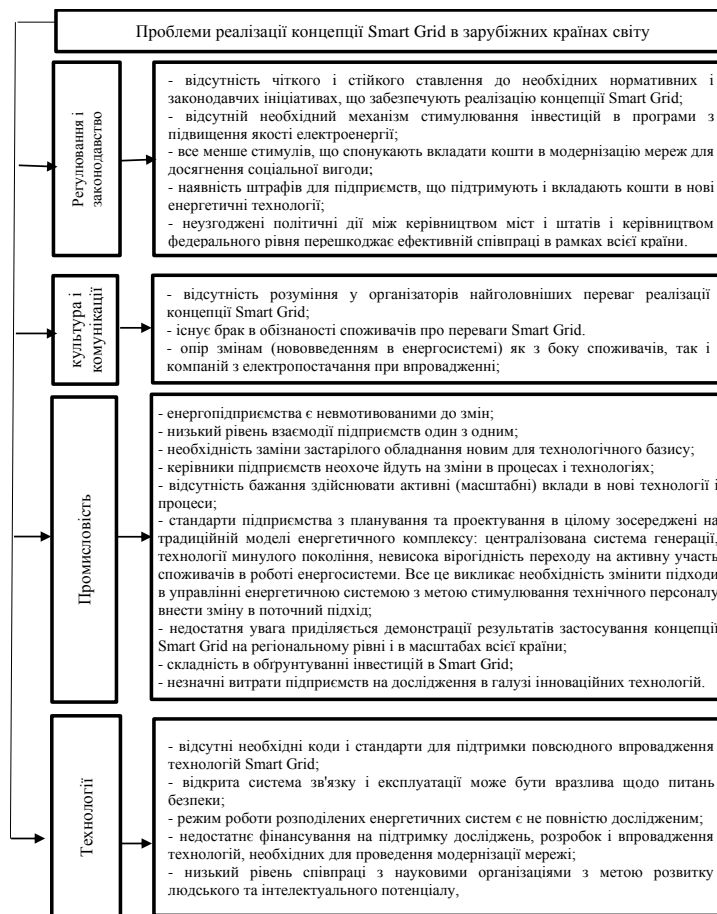 Проблеми реалізації концепції Smart Grid в зарубіжних країнах світу
Регулювання і
законодавство
- відсутність чіткого і стійкого ставлення до необхідних нормативних і
законодавчих ініціативах, що забезпечують реалізацію концепції Smart Grid;
- відсутній необхідний механізм стимулювання інвестицій в програми з
підвищення якості електроенергії;
- все менше стимулів, що спонукають вкладати кошти в модернізацію мереж для
досягнення соціальної вигоди;
- наявність штрафів для підприємств, що підтримують і вкладають кошти в нові
енергетичні технології;
- неузгоджені політичні дії між керівництвом міст і штатів і керівництвом
федерального рівня перешкоджає ефективній співпраці в рамках всієї країни.
культура і
комунікації
- відсутність розуміння у організаторів найголовніших переваг реалізації
концепції Smart Grid;
- існує брак в обізнаності споживачів про переваги Smart Grid.
- опір змінам (нововведенням в енергосистемі) як з боку споживачів, так і
компаній з електропостачання при впровадженні;
Промисловість
- енергопідприємства є невмотивованими до змін;
- низький рівень взаємодії підприємств один з одним;
- необхідність заміни застарілого обладнання новим для технологічного базису;
- керівники підприємств неохоче йдуть на зміни в процесах і технологіях;
- відсутність бажання здійснювати активні (масштабні) вклади в нові технології і
процеси;
- стандарти підприємства з планування та проектування в цілому зосереджені на
традиційній моделі енергетичного комплексу: централізована система генерації,
технології минулого покоління, невисока вірогідність переходу на активну участь
споживачів в роботі енергосистеми. Все це викликає необхідність змінити підходи
в управлінні енергетичною системою з метою стимулювання технічного персоналу
внести зміну в поточний підхід;
- недостатня увага приділяється демонстрації результатів застосування концепції
Smart Grid на регіональному рівні і в масштабах всієї країни;
- складність в обґрунтуванні інвестицій в Smart Grid;
- незначні витрати підприємств на дослідження в галузі інноваційних технологій.
Технології
- відсутні необхідні коди і стандарти для підтримки повсюдного впровадження
технологій Smart Grid;
- відкрита система зв'язку і експлуатації може бути вразлива щодо питань
безпеки;
- режим роботи розподілених енергетичних систем є не повністю дослідженим;
- недостатнє фінансування на підтримку досліджень, розробок і впровадження
технологій, необхідних для проведення модернізації мережі;
- низький рівень співпраці з науковими організаціями з метою розвитку
людського та інтелектуального потенціалу,